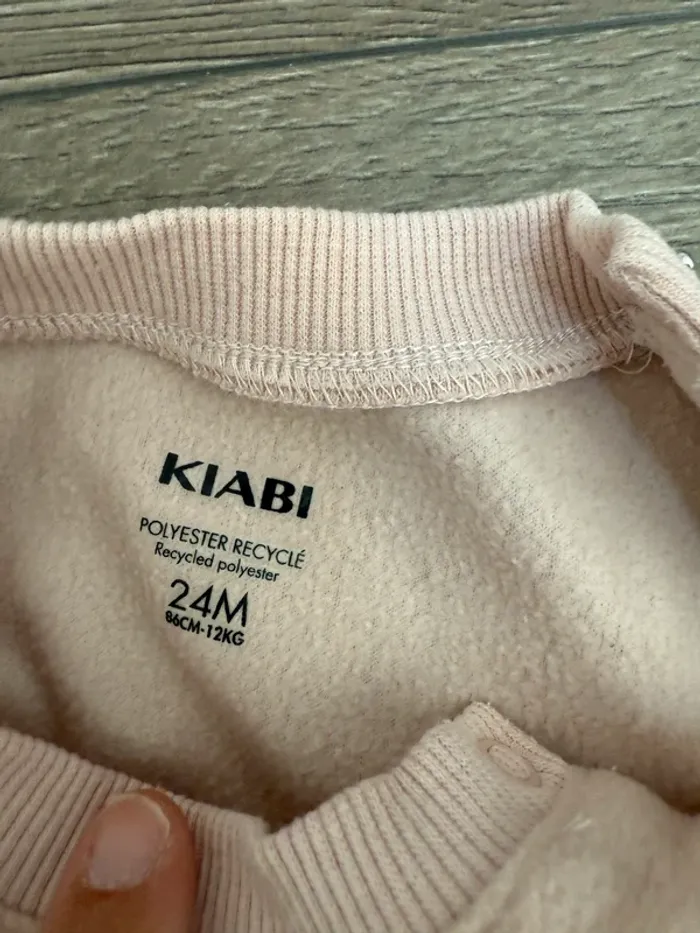 KIABI
POLYESTER RECYCLÉ
Recycled polyester
24M
86CM-12KG